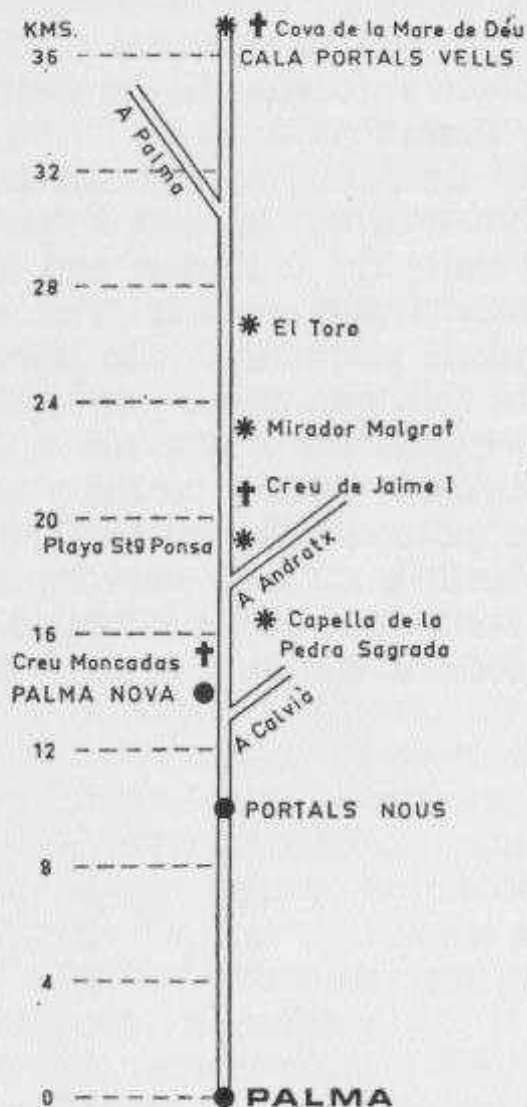 KMS.
Cova de la Mare de Déu
36
CALA PORTALS VELLS
A Palma
32
28
El Toro
24
Mirador Malgrat
Creu de Jaime I
20
Playa Stª Ponsa
A Andratx
16
Capella de la
Pedra Sagrada
Creu Moncadas
PALMA NOVA
A Calvià
12
PORTALS NOUS
8
4
0
PALMA